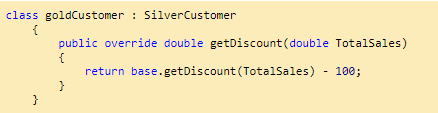 class goldCustomer : SilverCustomer
{
public override double getDiscount(double TotalSales)
{
return base.getDiscount(TotalSales) - 100;
}
}